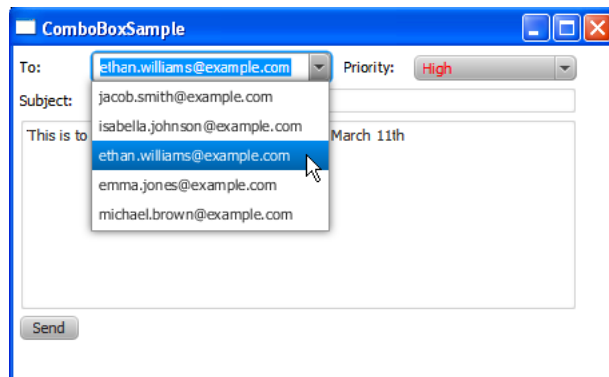 ComboBoxSample
To: ethan.williams@example.com Priority: High
Subject:
jacob.smith@example.com
isabella.johnson@example.com
This is to March 11th
ethan.williams@example.com
emma.jones@example.com
michael.brown@example.com
Send